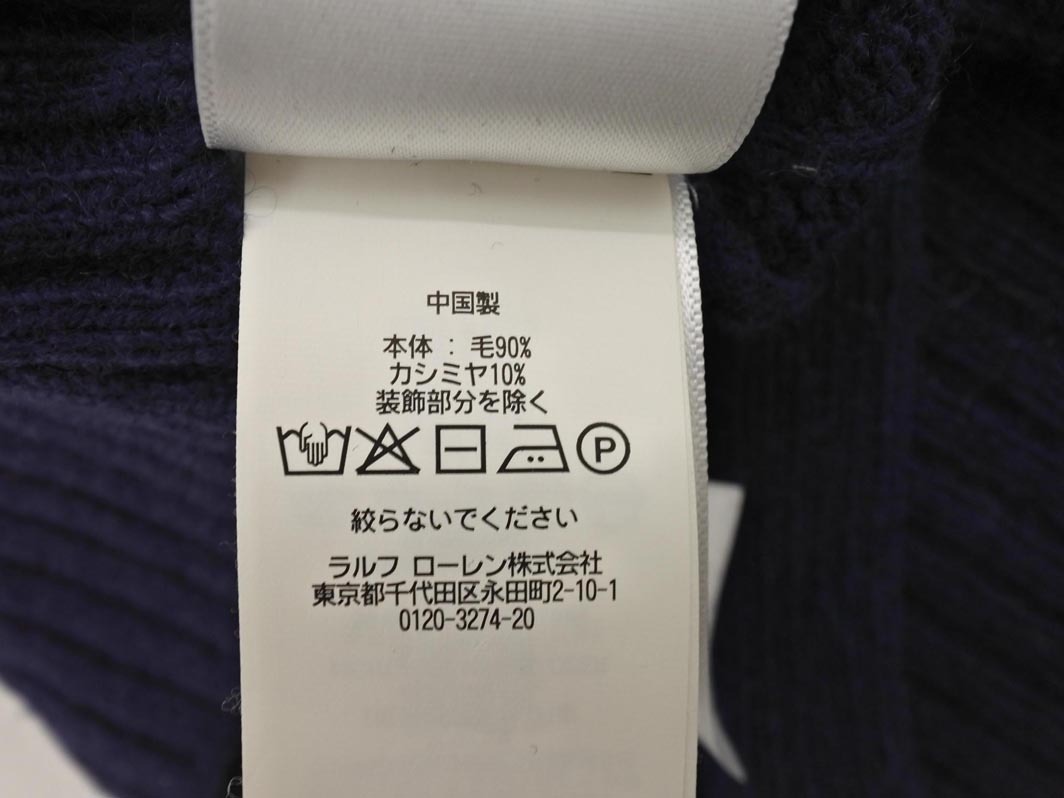 中国製
本体 : 毛90%
カシミヤ10%
装飾部分を除く
P
絞らないでください
ラルフ ローレン株式会社
東京都千代田区永田町2-10-1
0120-3274-20